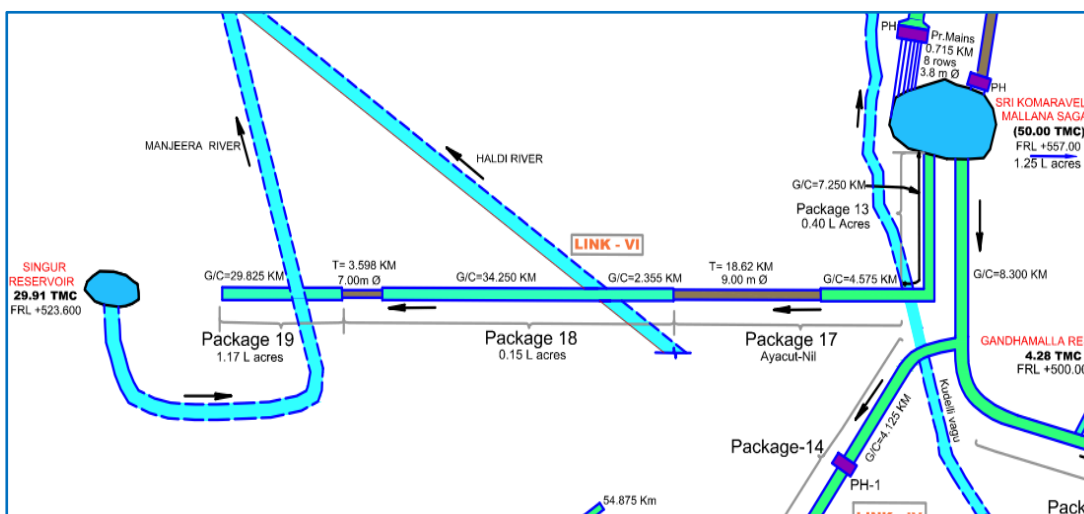 PH
Pr.Mains
0.715 KM
8 rows
3.8 m Ø
PH
SRI KOMARAVEL
MALLANA SAGA
(50.00 TMC)
FRL +557.00
1.25 L acres
MANJEERA RIVER
HALDI RIVER
G/C=7.250 KM
Package 13
0.40 L Acres
LINK - VI
SINGUR
RESERVOIR
29.91 TMC
FRL +523.600
G/C=29.825 KM
T= 3.598 KM
7.00m Ø
G/C=34.250 KM
G/C=2.355 KM
T= 18.62 KM
9.00 m Ø
G/C=4.575 KM
G/C=8.300 KM
Package 19
1.17 L acres
Package 18
0.15 L acres
Package 17
Ayacut-Nil
GANDHAMALLA RE
4.28 TMC
FRL +500.00
Kudelli vagu
G/C=4.125 KM
Package-14
PH-1
54.875 Km
Pack